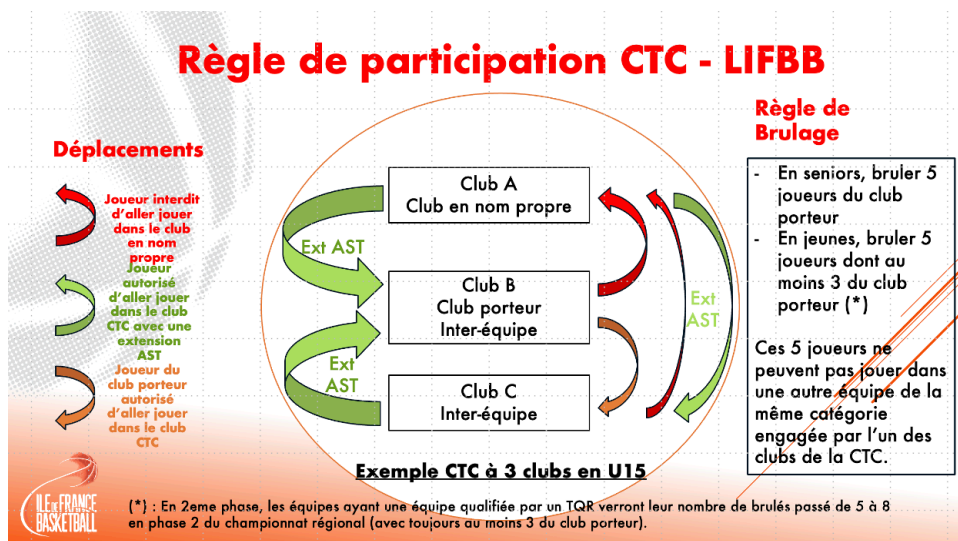 Règle de participation CTC - LIFBB
Déplacements
Joueur interdit
d'aller jouer
dans le club
en nom
propre
Joueur
autorisé
d'aller jouer
dans le club
CTC avec une
extension
AST
Joueur du
club porteur
autorisé
d'aller jouer
dans le club
CTC
Club A
Club en nom propre
Ext AST
Club B
Club porteur
Inter-équipe
Ext
AST
Club C
Inter-équipe
Ext
AST
Exemple CTC à 3 clubs en U15
Règle de
Brulage
- En seniors, bruler 5
joueurs du club
porteur
- En jeunes, bruler 5
joueurs dont au
moins 3 du club
porteur (*)
Ces 5 joueurs ne
peuvent pas jouer dans
une autre équipe de la
même catégorie
engagée par l'un des
clubs de la CTC.
ILE DE FRANCE
BASKETBALL
(*) : En 2eme phase, les équipes ayant une équipe qualifiée par un TQR verront leur nombre de brulés passé de 5 à 8
en phase 2 du championnat régional (avec toujours au moins 3 du club porteur).